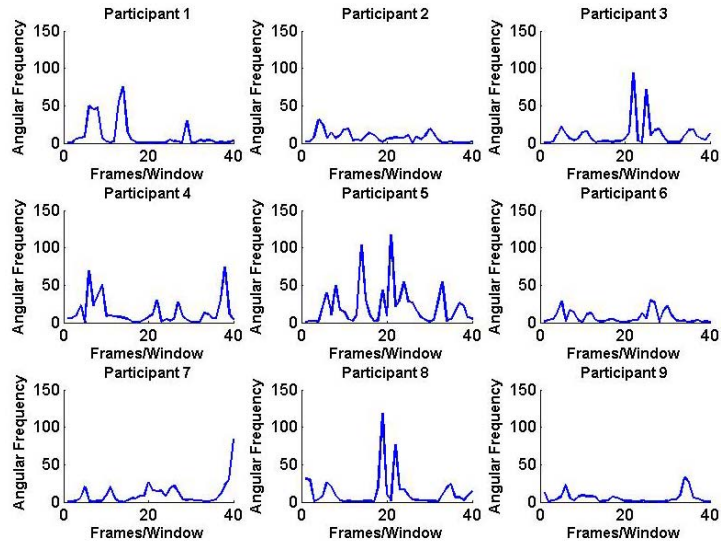 Participant 1
Angular Frequency
150
100
50
0
0 20 40
Frames/Window
Participant 2
Angular Frequency
150
100
50
0
0 20 40
Frames/Window
Participant 3
Angular Frequency
150
100
50
0
0 20 40
Frames/Window
Participant 4
Angular Frequency
150
100
50
0
0 20 40
Frames/Window
Participant 5
Angular Frequency
150
100
50
0
0 20 40
Frames/Window
Participant 6
Angular Frequency
150
100
50
0
0 20 40
Frames/Window
Participant 7
Angular Frequency
150
100
50
0
0 20 40
Frames/Window
Participant 8
Angular Frequency
150
100
50
0
0 20 40
Frames/Window
Participant 9
Angular Frequency
150
100
50
0
0 20 40
Frames/Window